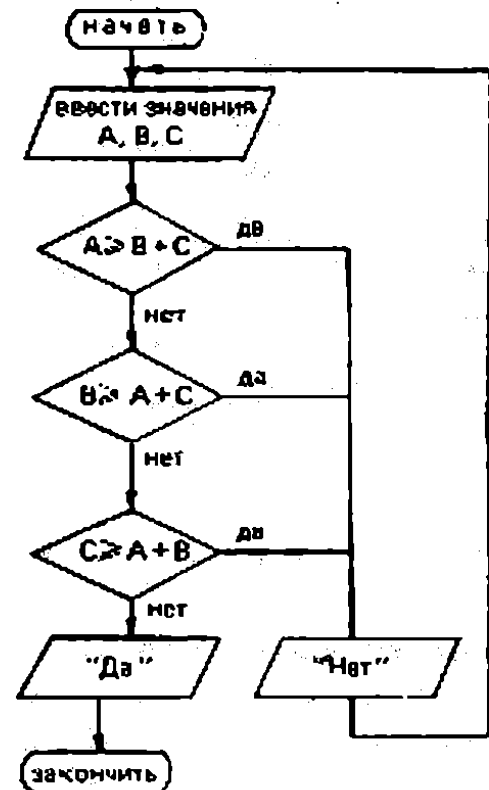 начать
ввести значения
A, B, C
A ⩾ B + C
да
нет
B ⩾ A + C
да
нет
C ⩾ A + B
да
нет
"Да"
"Нет"
закончить